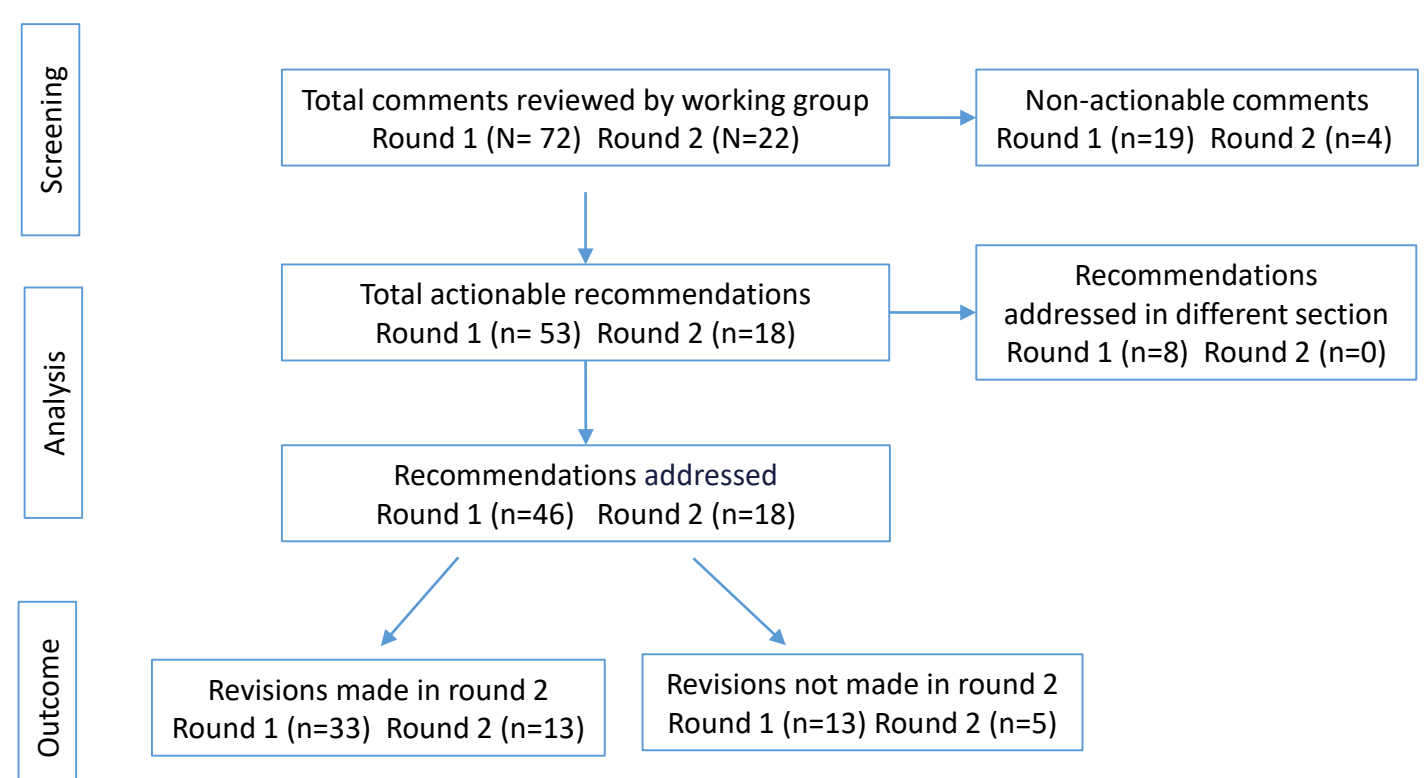 Screening
Total comments reviewed by working group
Round 1 (N= 72)  Round 2 (N=22)
Non-actionable comments
Round 1 (n=19)  Round 2 (n=4)
Analysis
Total actionable recommendations
Round 1 (n= 53)  Round 2 (n=18)
Recommendations
addressed in different section
Round 1 (n=8)  Round 2 (n=0)
Recommendations addressed
Round 1 (n=46)   Round 2 (n=18)
Outcome
Revisions made in round 2
Round 1 (n=33)  Round 2 (n=13)
Revisions not made in round 2
Round 1 (n=13) Round 2 (n=5)